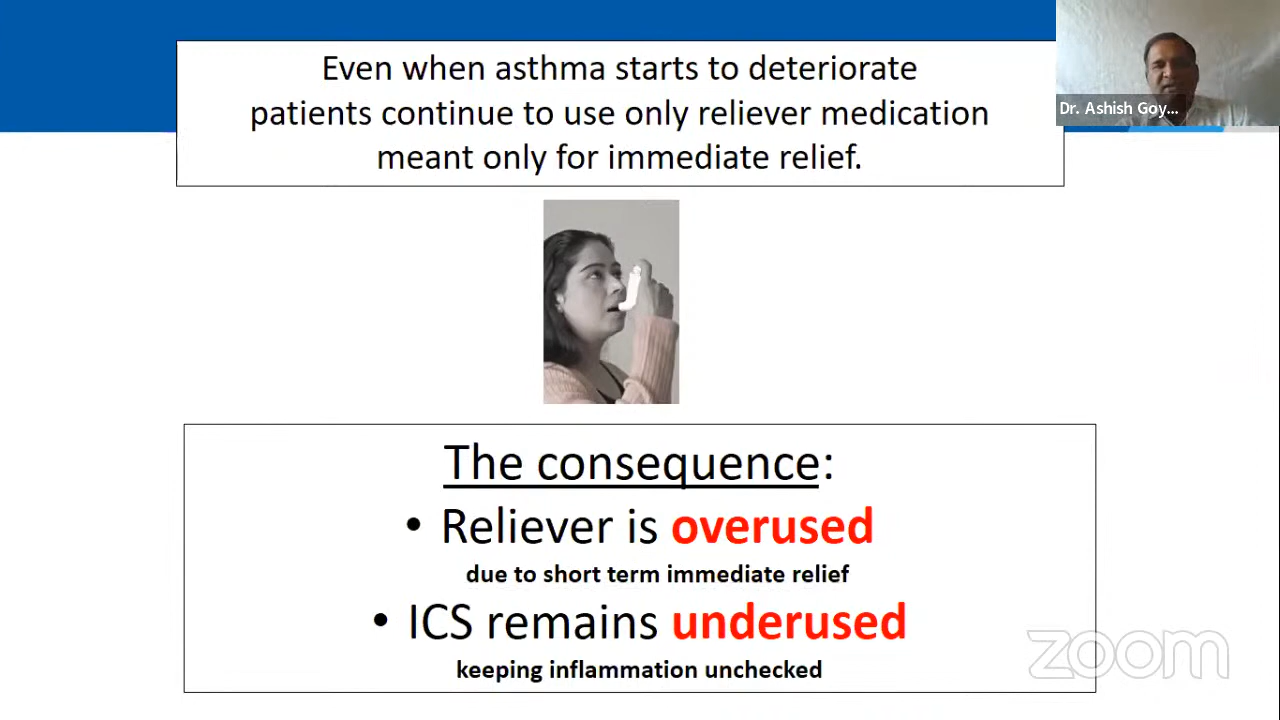 Even when asthma starts to deteriorate
patients continue to use only reliever medication
meant only for immediate relief.
Dr. Ashish Goy...
The consequence:
• Reliever is overused
due to short term immediate relief
• ICS remains underused
keeping inflammation unchecked
zoom